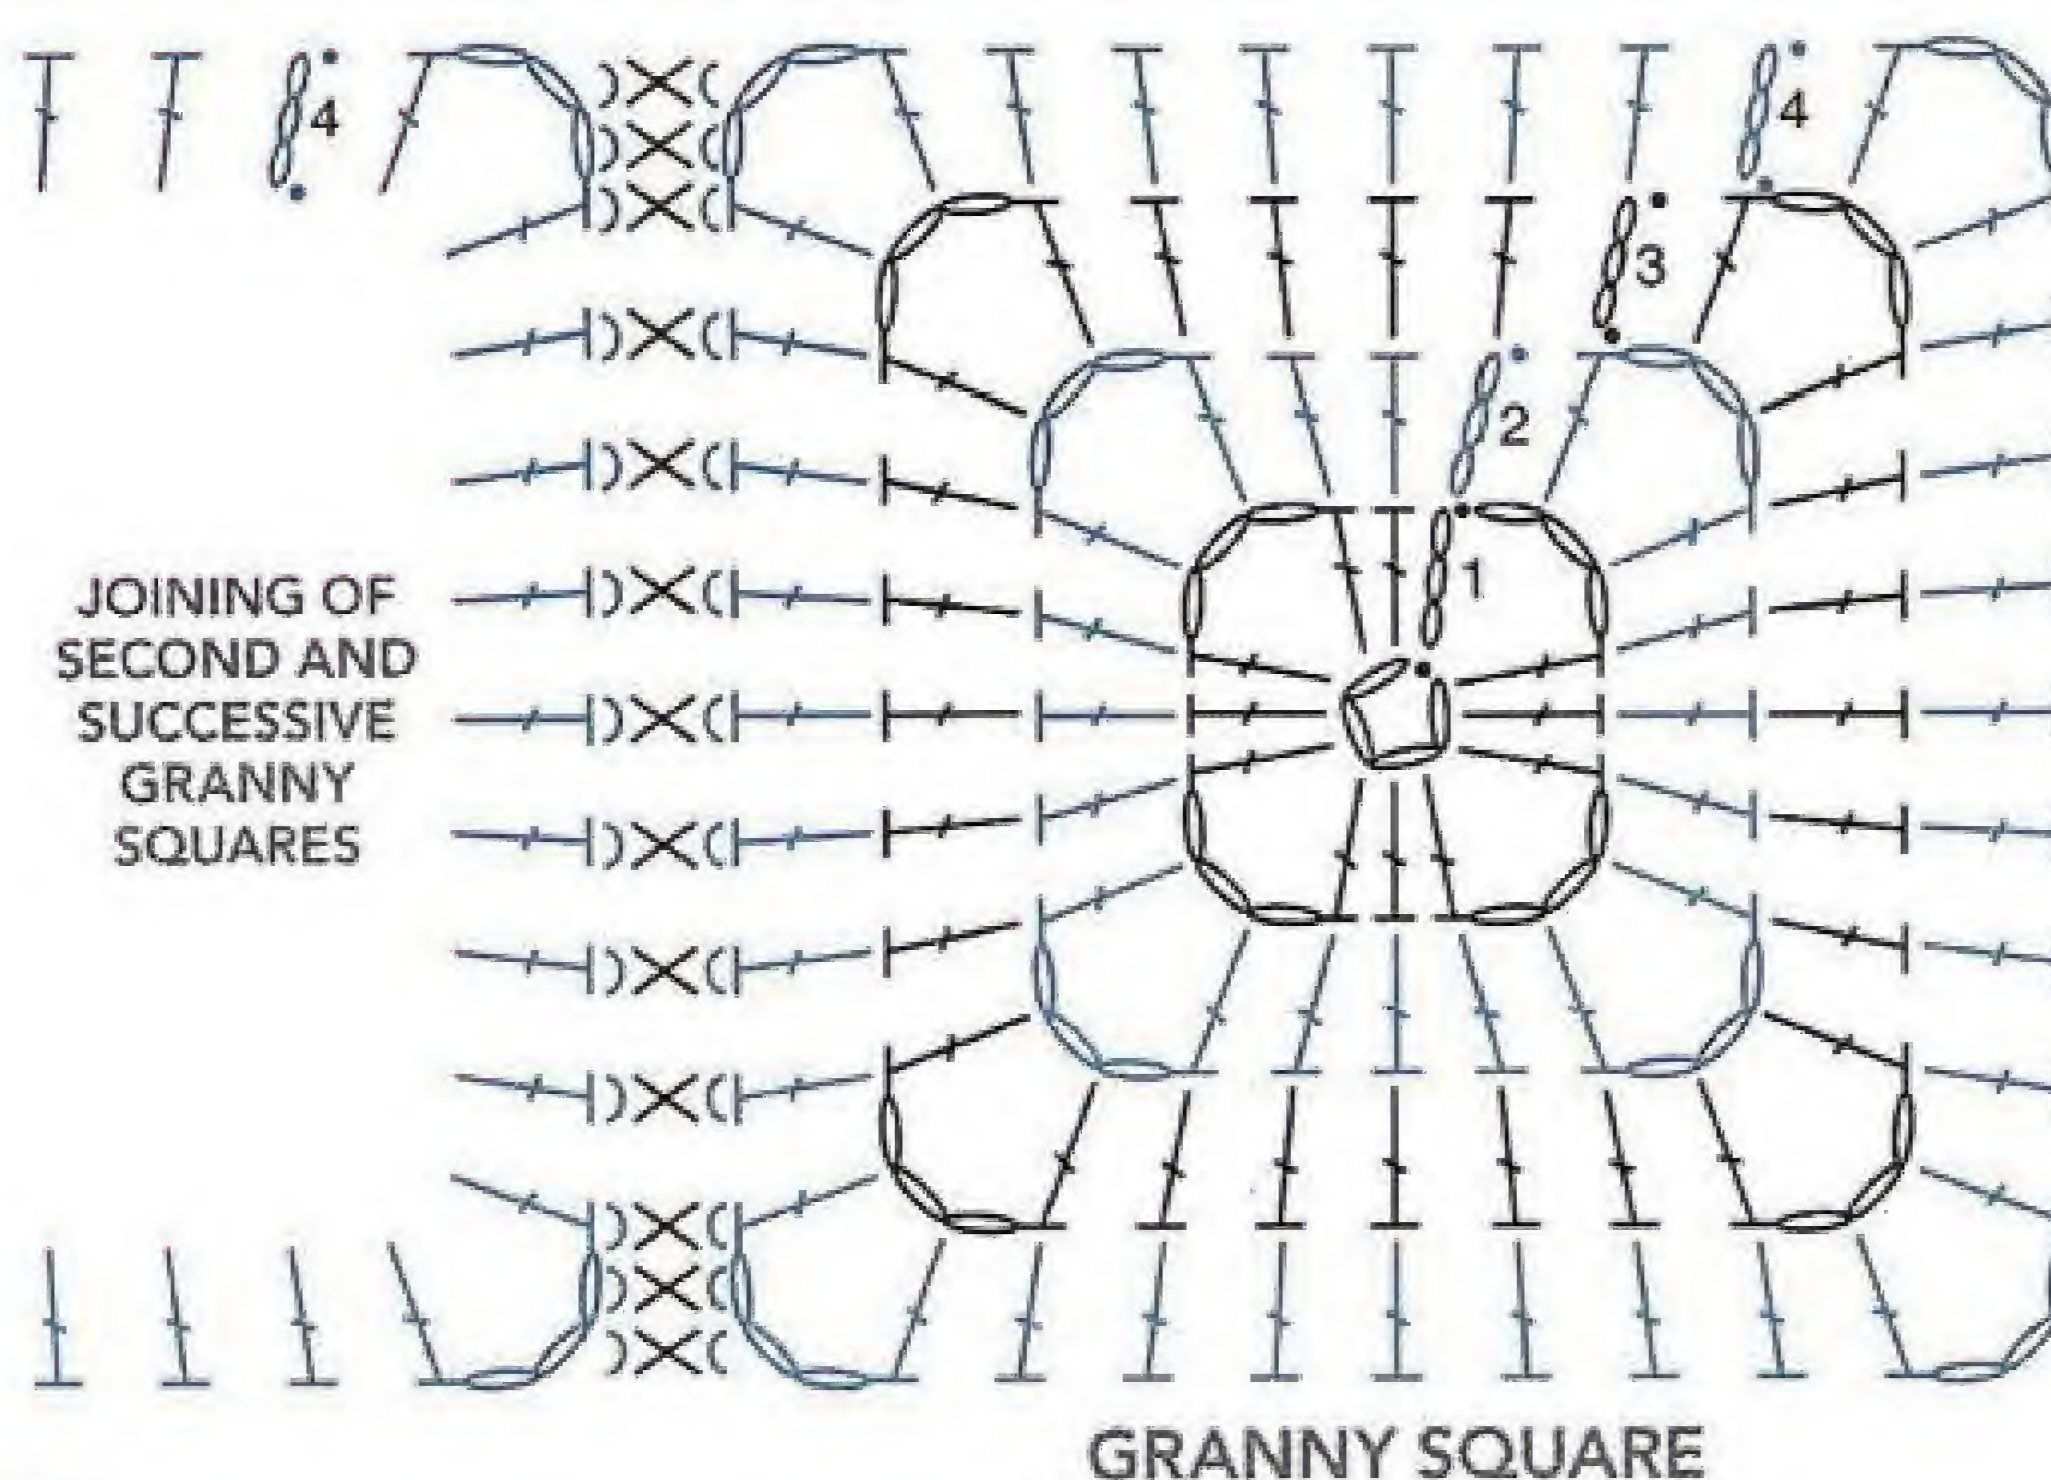 4
4
3
2
1
JOINING OF
SECOND AND
SUCCESSIVE
GRANNY
SQUARES
GRANNY SQUARE